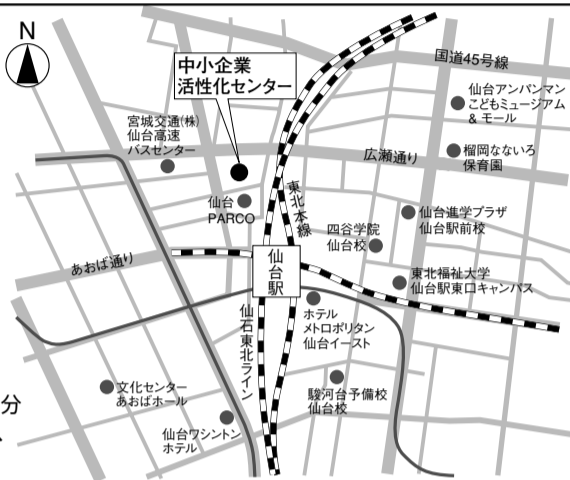 N
国道45号線
中小企業
活性化センター
仙台アンパンマン
こどもミュージアム
& モール
宮城交通(株)
仙台高速
バスセンター
広瀬通り
榴岡なないろ
保育園
東北本線
仙台
PARCO
仙台進学プラザ
仙台駅前校
四谷学院
仙台校
あおば通り
仙台駅
東北福祉大学
仙台駅東口キャンパス
ホテル
メトロポリタン
仙台イースト
仙石東北ライン
文化センター
あおばホール
駿河台予備校
仙台校
分
仙台ワシントン
ホテル